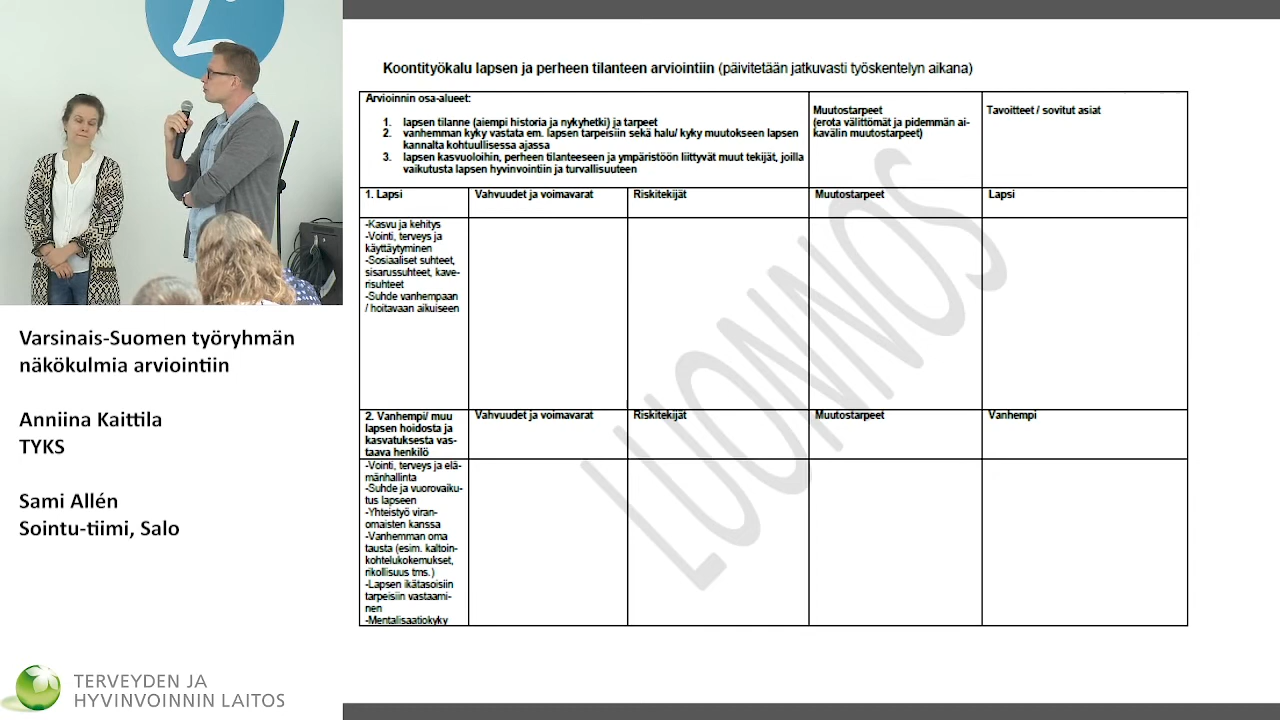 Koontityökalu lapsen ja perheen tilanteen arviointiin (päivitetään jatkuvasti työskentelyn aikana)
Arvioinnin osa-alueet:
1. lapsen tilanne (aiempi historia ja nykyhetki) ja tarpeet
2. vanhemman kyky vastata em. lapsen tarpeisiin sekä halu/ kyky muutokseen lapsen
kannalta kohtuullisessa ajassa
3. lapsen kasvuoloihin, perheen tilanteeseen ja ympäristöön liittyvät muut tekijät, joilla
vaikutusta lapsen hyvinvointiin ja turvallisuuteen
Muutostarpeet
(erota välittömät ja pidemmän ai-
kavälin muutostarpeet)
Tavoitteet / sovitut asiat
1. Lapsi
Vahvuudet ja voimavarat
Riskitekijät
Muutostarpeet
Lapsi
-Kasvu ja kehitys
-Vointi, terveys ja
käyttäytyminen
-Sosiaaliset suhteet,
sisarussuhteet, kave-
risuhteet
-Suhde vanhempaan
/ hoitavaan aikuiseen
2. Vanhempi/ muu
lapsen hoidosta ja
kasvatuksesta vas-
taava henkilö
Vahvuudet ja voimavarat
Riskitekijät
Muutostarpeet
Vanhempi
-Vointi, terveys ja elä-
mänhallinta
-Suhde ja vuorovaiku-
tus lapseen
-Yhteistyö viran-
omaisten kanssa
-Vanhemman oma
tausta (esim. kaltoin-
kohtelukokemukset,
rikollisuus tms.)
-Lapsen ikätasoisiin
tarpeisiin vastaami-
nen
-Mentalisaatiokyky
LUONNOS
Varsinais-Suomen työryhmän
näkökulmia arviointiin
Anniina Kaittila
TYKS
Sami Allén
Sointu-tiimi, Salo
TERVEYDEN JA
HYVINVOINNIN LAITOS